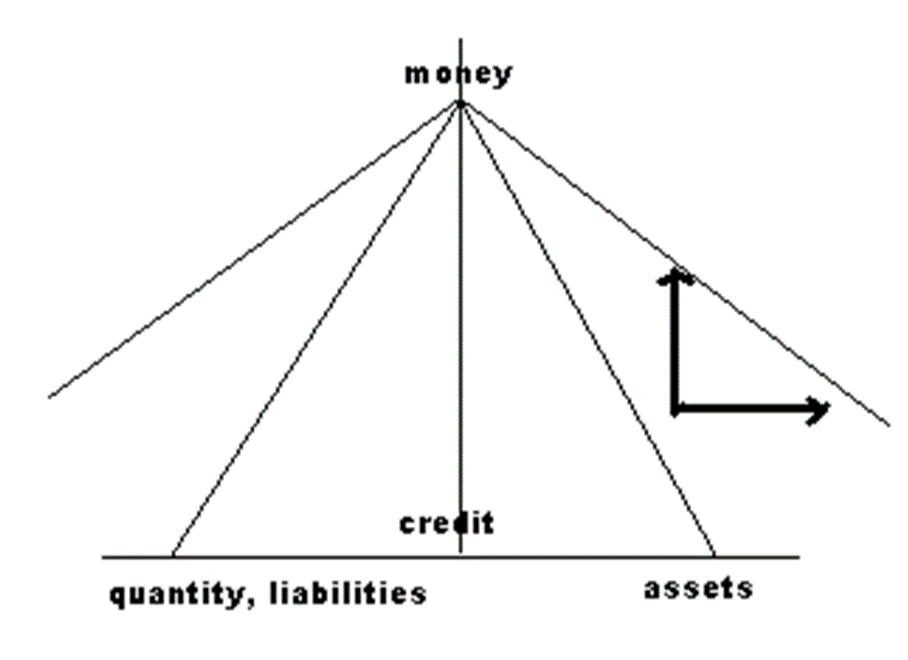 money
credit
quantity, liabilities
assets